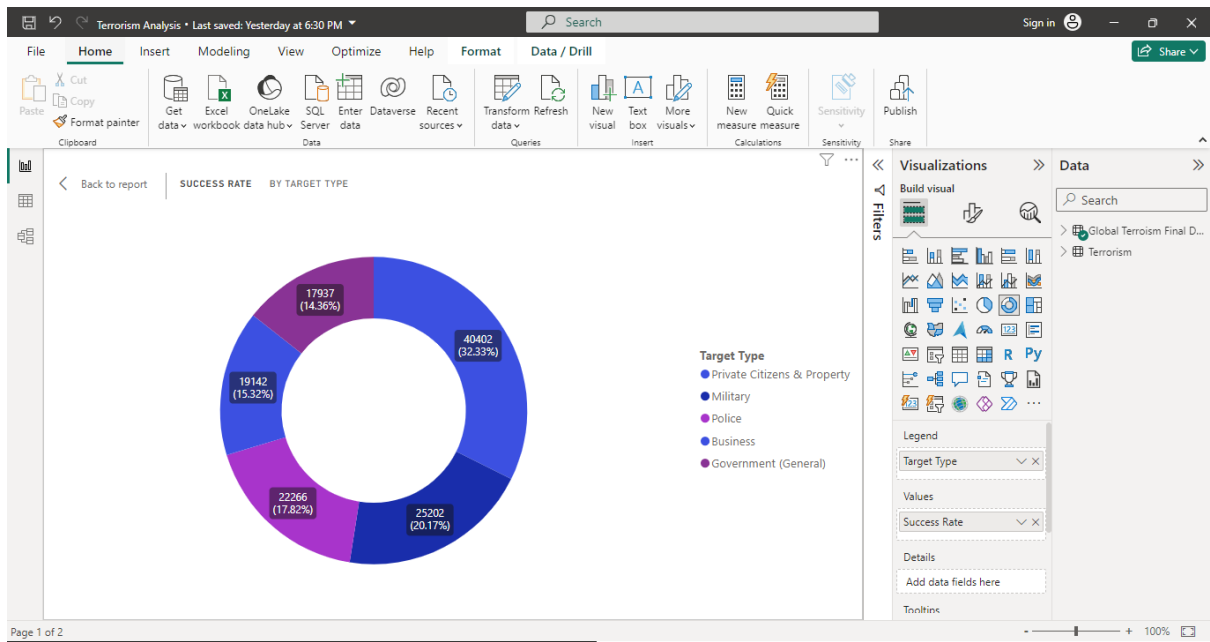 Terrorism Analysis • Last saved: Yesterday at 6:30 PM
Search
Sign in
File Home Insert Modeling View Optimize Help Format Data / Drill
Share
Paste
Cut
Copy
Format painter
Clipboard
Get data
Excel workbook
OneLake data hub
SQL Server
Enter data
Dataverse
Recent sources
Data
Transform data
Refresh
Queries
New visual
Text box
A
More visuals
Insert
New measure
Quick measure
Calculations
Sensitivity
Sensitivity
Publish
Share
Back to report
SUCCESS RATE BY TARGET TYPE
17937
(14.36%)
40402
(32.33%)
19142
(15.32%)
22266
(17.82%)
25202
(20.17%)
Target Type
Private Citizens & Property
Military
Police
Business
Government (General)
Filters
Visualizations
Build visual
123
R Py
123
Legend
Target Type
Values
Success Rate
Details
Add data fields here
Tooltips
Data
Search
Global Terroism Final D...
Terrorism
Page 1 of 2
- + 100%